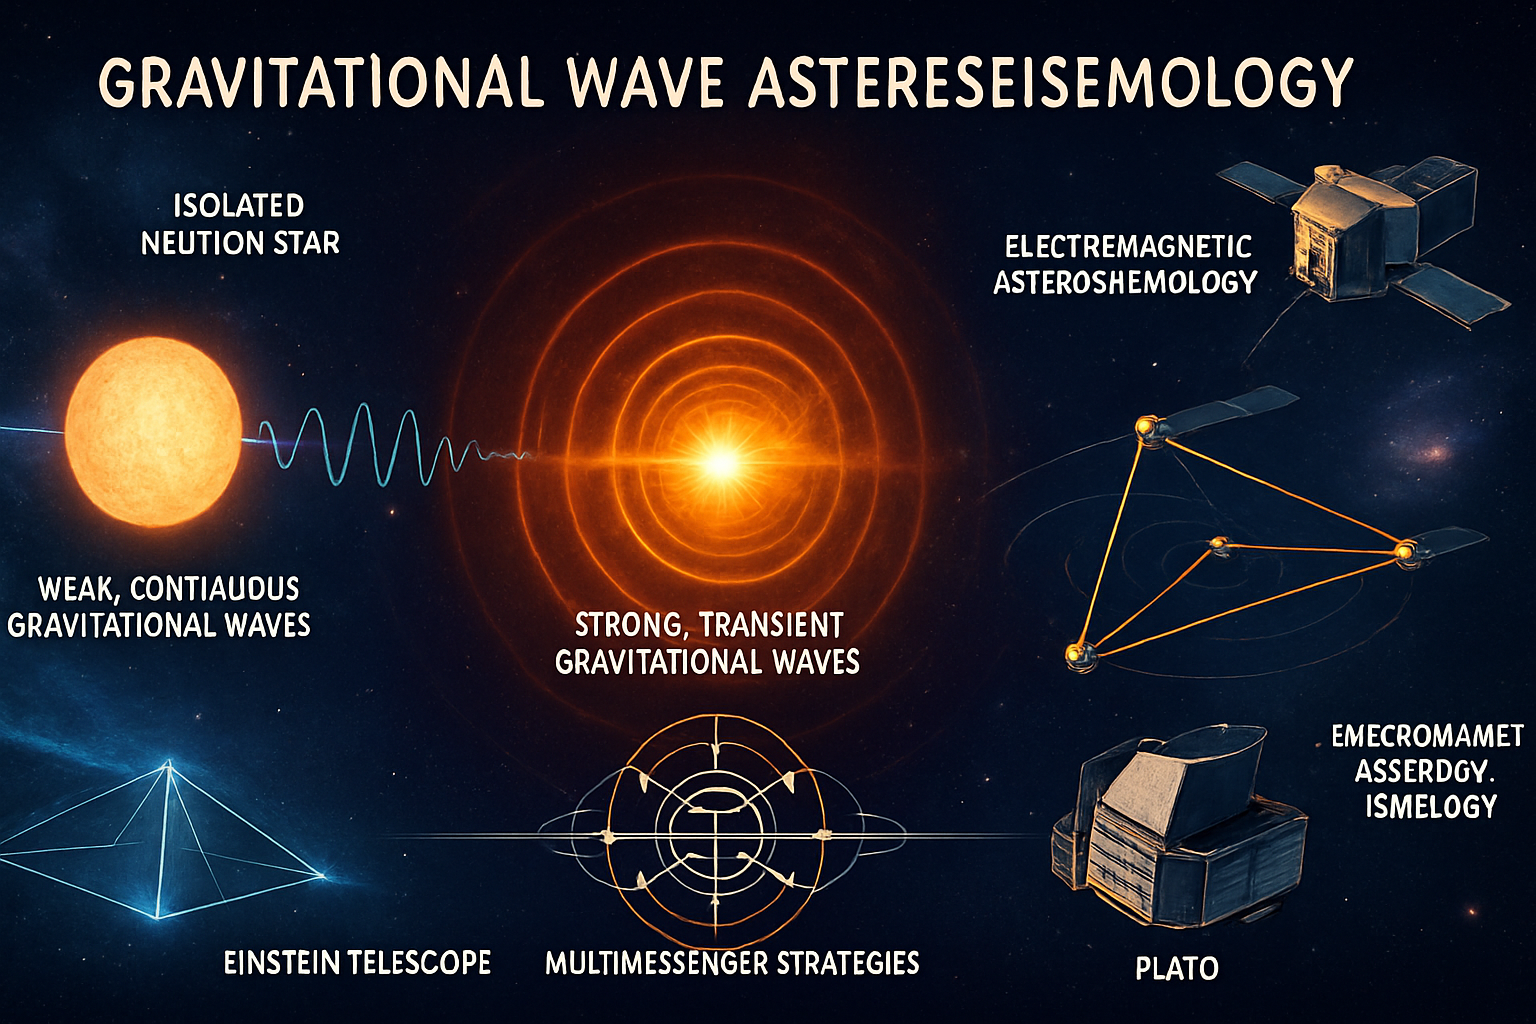 GRAVITATIONAL WAVE ASTERESEISEMOLOGY
ISOLATED
NEUTION STAR
ELECTREMAGNETIC
ASTEROSHEMOLOGY
WEAK, CONTIAUDUS
GRAVITATIONAL WAVES
STRONG, TRANSIENT
GRAVITATIONAL WAVES
EMECROMAMET
ASSERDGY.
ISMELOGY
EINSTEIN TELESCOPE
MULTIMESSENGER STRATEGIES
PLATO